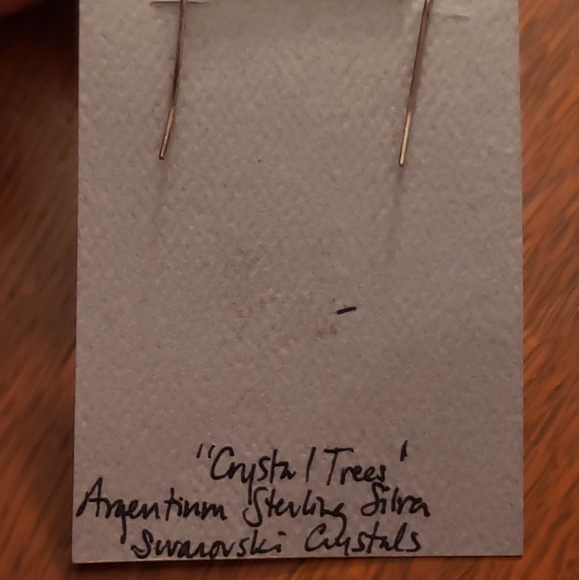 "Crystal Trees"
Argentium Sterling Silver
Swarovski Crystals